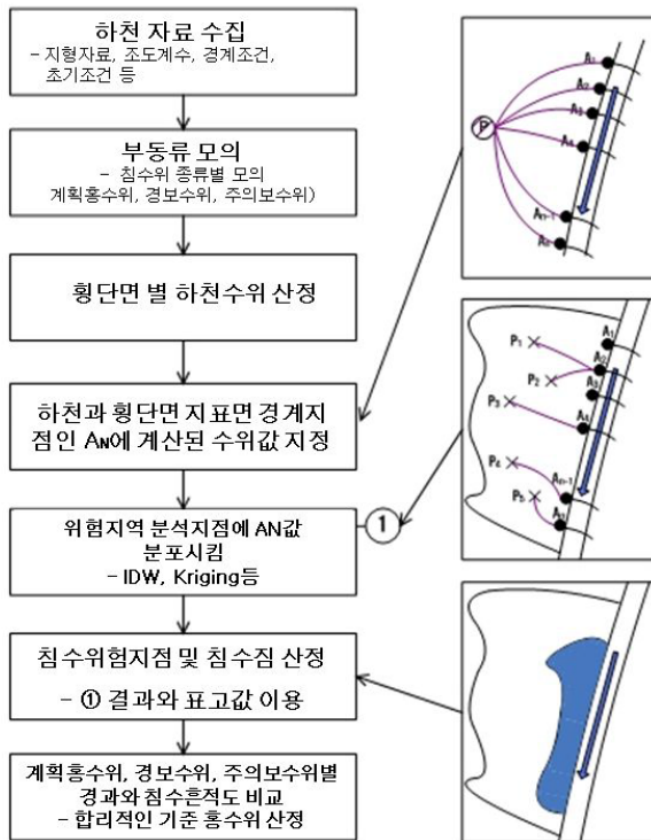 하천 자료 수집
- 지형자료, 조도계수, 경계조건,
초기조건 등
부동류 모의
- 침수위 종류별 모의
계획홍수위, 경보수위, 주의보수위)
횡단면 별 하천수위 산정
하천과 횡단면 지표면 경계지
점인 AN에 계산된 수위값 지정
위험지역 분석지점에 AN값
분포시킴
- IDW, Kriging등
1
침수위험지점 및 침수짐 산정
- ① 결과와 표고값 이용
계획홍수위, 경보수위, 주의보수위별
경과와 침수흔적도 비교
- 합리적인 기준 홍수위 산정
P
A1
A2
A3
A4
An-1
An
P1
P2
P3
P4
P5
A1
A2
A3
A4
An-1
An